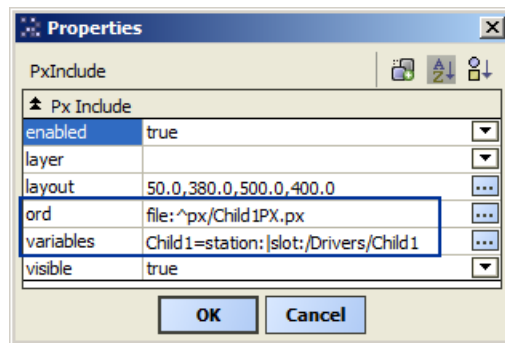 Properties
PxInclude
Px Include
enabled true
layer
layout 50.0,380.0,500.0,400.0
ord file:^px/Child1PX.px
variables Child1=station:|slot:/Drivers/Child1
visible true
OK Cancel